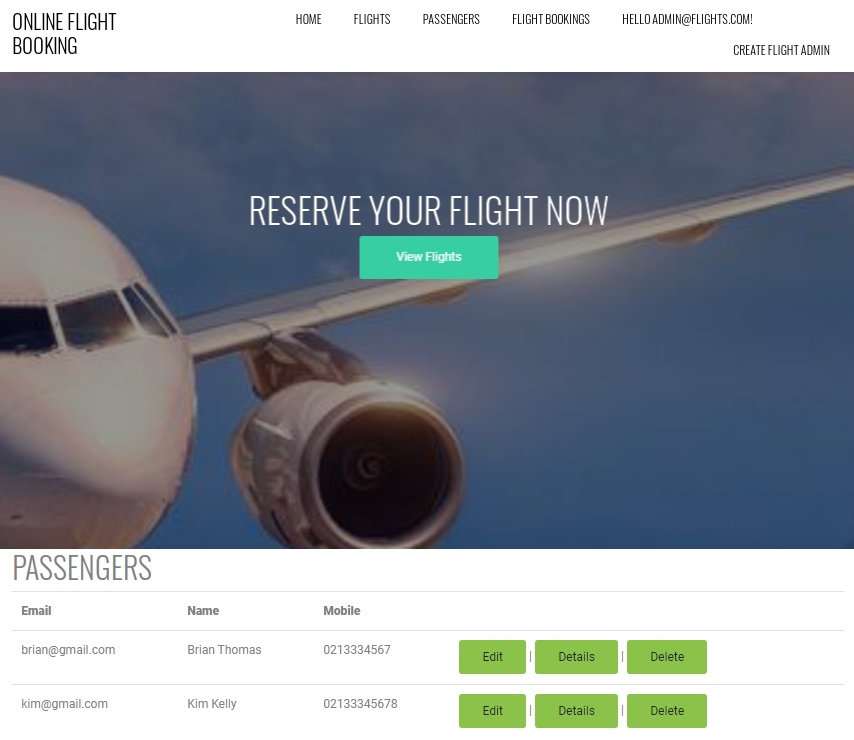 ONLINE FLIGHT
BOOKING
HOME FLIGHTS PASSENGERS FLIGHT BOOKINGS HELLO ADMIN@FLIGHTS.COM!
CREATE FLIGHT ADMIN
RESERVE YOUR FLIGHT NOW
View Flights
PASSENGERS
Email Name Mobile
brian@gmail.com Brian Thomas 0213334567 Edit | Details | Delete
kim@gmail.com Kim Kelly 02133345678 Edit | Details | Delete